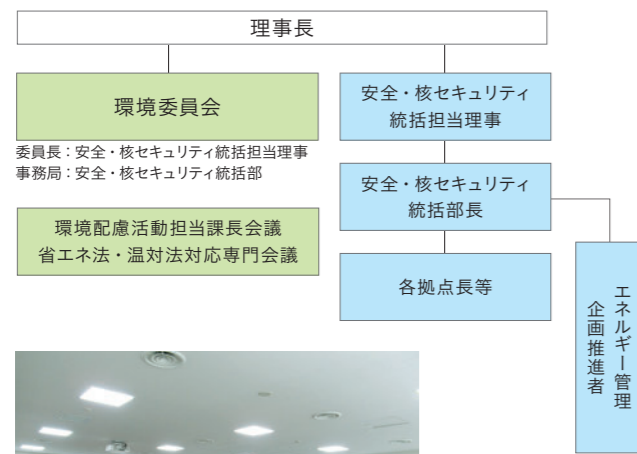 理事長
環境委員会
委員長：安全・核セキュリティ統括担当理事
事務局：安全・核セキュリティ統括部
環境配慮活動担当課長会議
省エネ法・温対法対応専門会議
安全・核セキュリティ
統括担当理事
安全・核セキュリティ
統括部長
各拠点長等
エネルギー管理
企画推進者